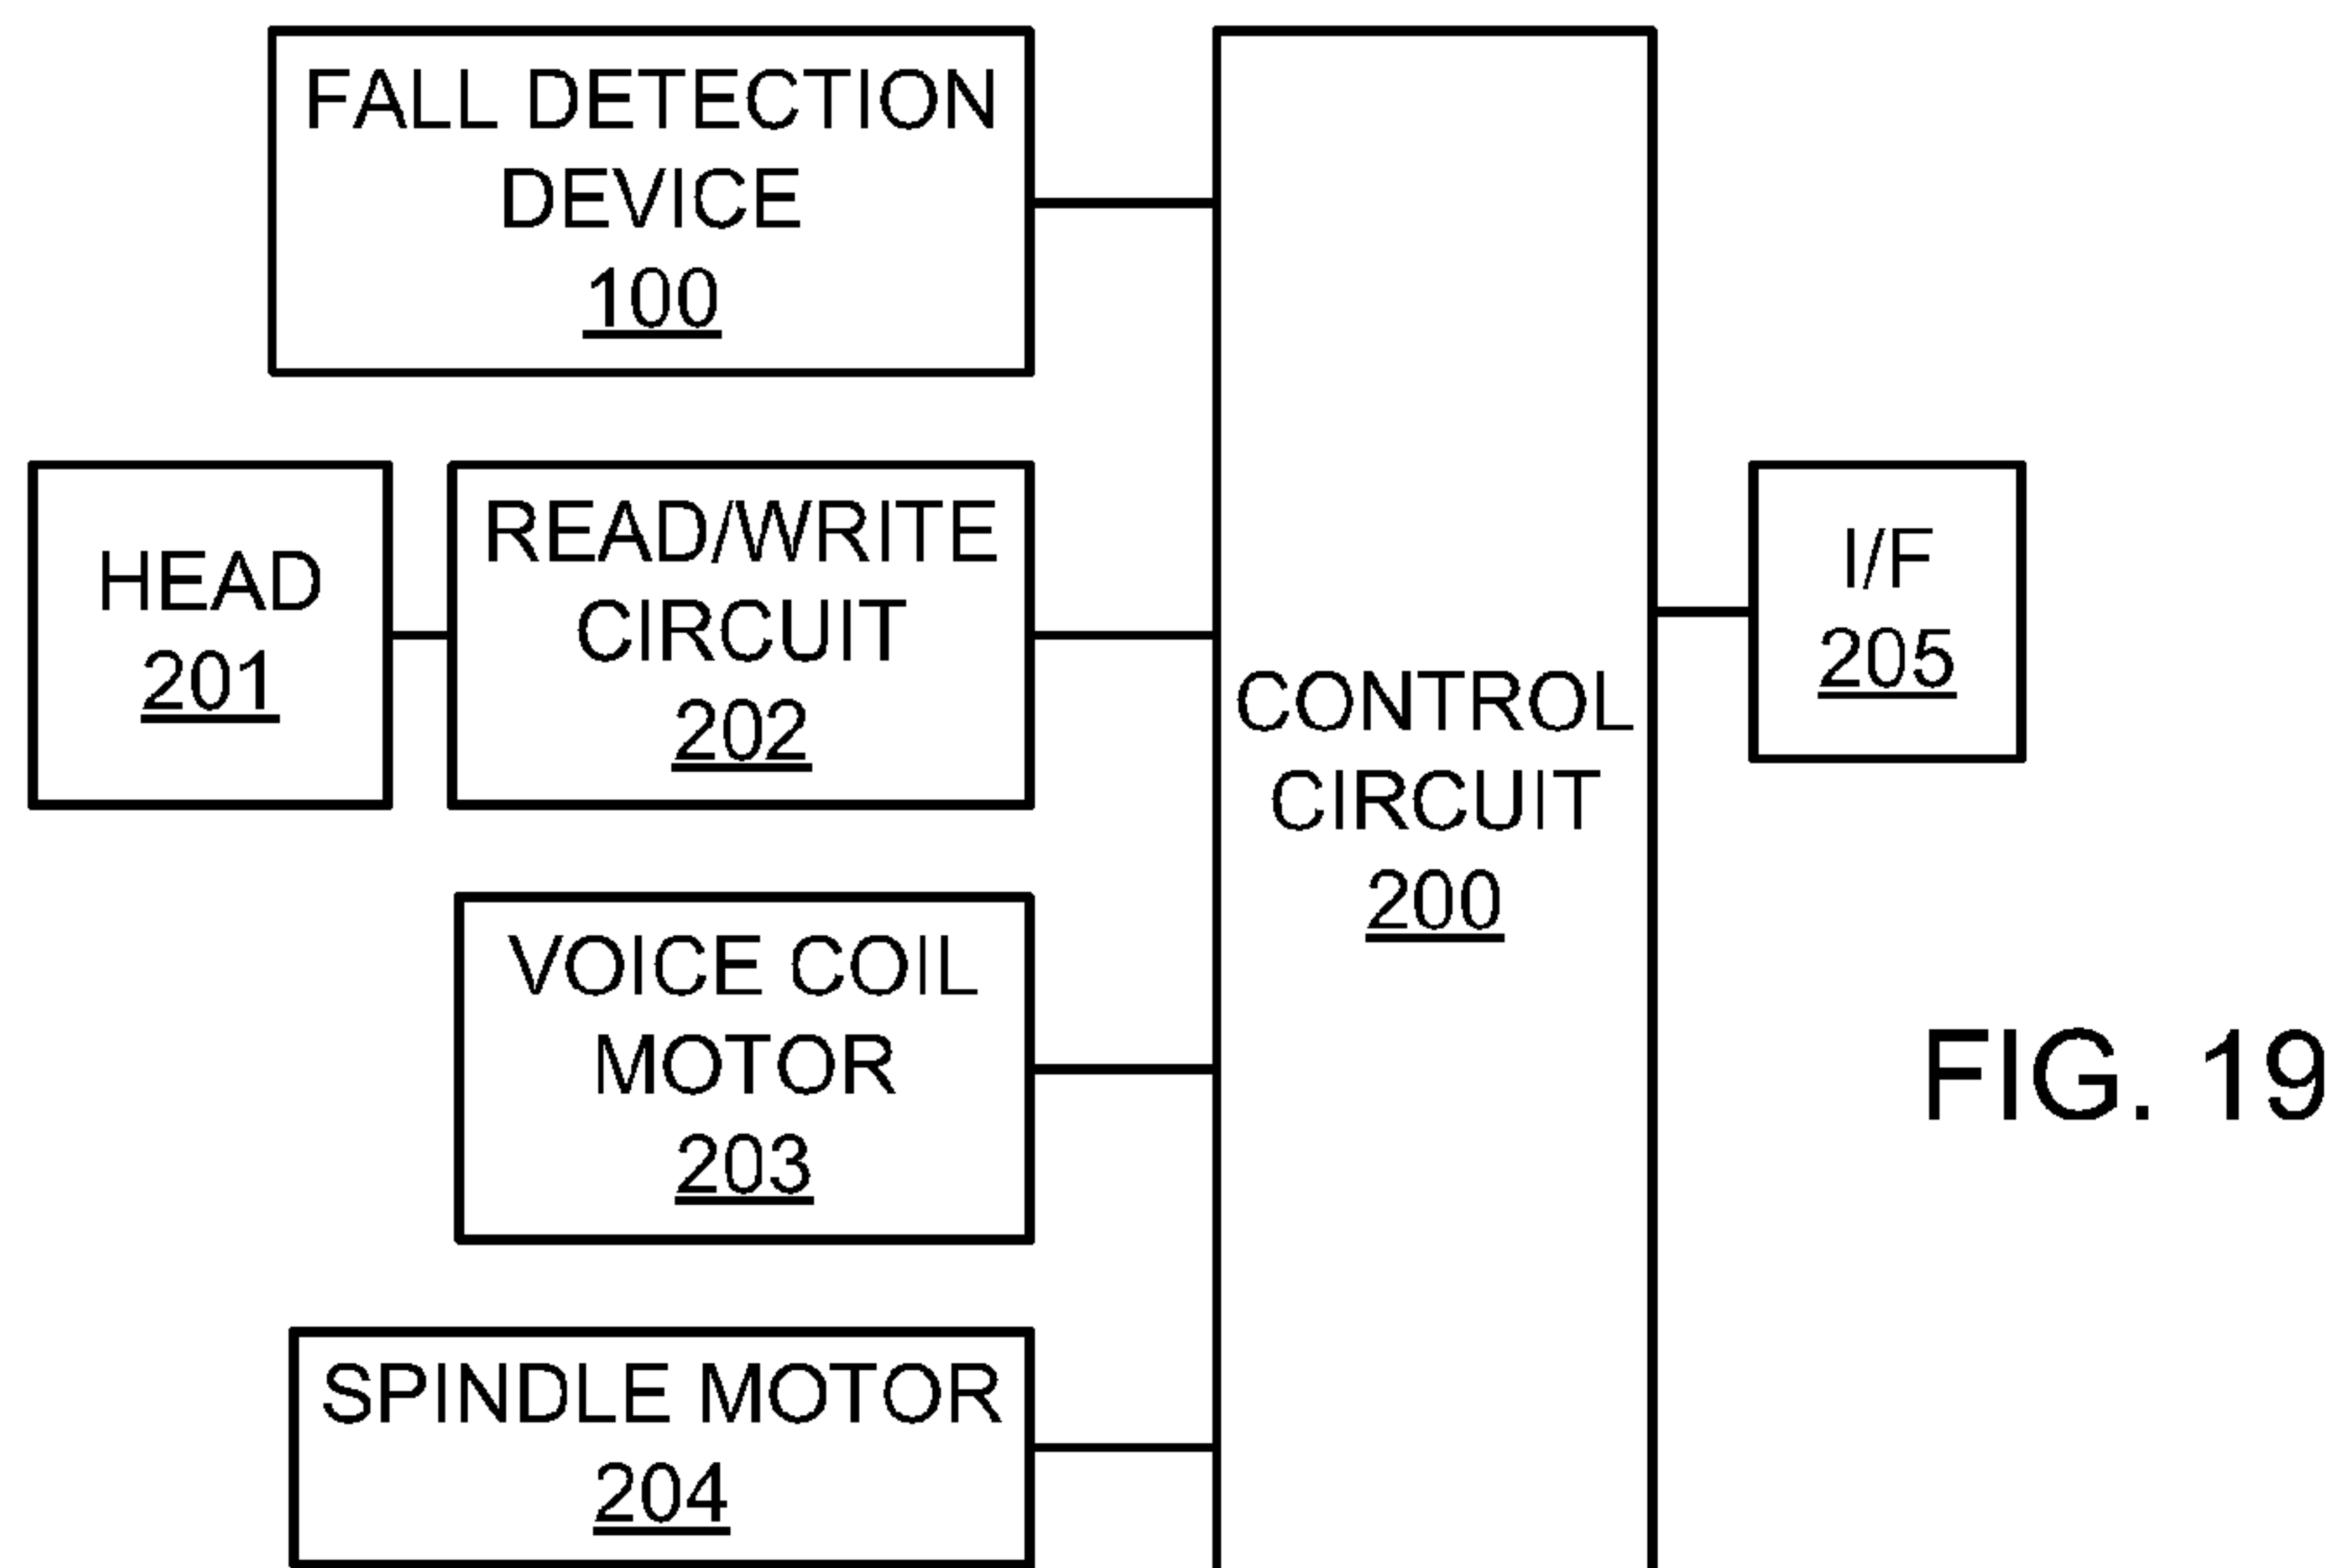 FALL DETECTION
DEVICE
100
HEAD
201
READ/WRITE
CIRCUIT
202
VOICE COIL
MOTOR
203
SPINDLE MOTOR
204
CONTROL
CIRCUIT
200
I/F
205
FIG. 19